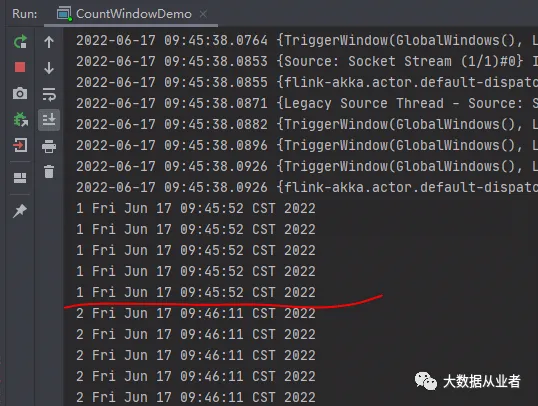 Run: CountWindowDemo ×
2022-06-17 09:45:38.0764 {TriggerWindow(GlobalWindows(), L
2022-06-17 09:45:38.0853 {Source: Socket Stream (1/1)#0} I
2022-06-17 09:45:38.0855 {flink-akka.actor.default-dispatc
2022-06-17 09:45:38.0871 {Legacy Source Thread - Source: S
2022-06-17 09:45:38.0882 {TriggerWindow(GlobalWindows(), L
2022-06-17 09:45:38.0896 {TriggerWindow(GlobalWindows(), L
2022-06-17 09:45:38.0926 {TriggerWindow(GlobalWindows(), L
2022-06-17 09:45:38.0926 {flink-akka.actor.default-dispatc
1 Fri Jun 17 09:45:52 CST 2022
1 Fri Jun 17 09:45:52 CST 2022
1 Fri Jun 17 09:45:52 CST 2022
1 Fri Jun 17 09:45:52 CST 2022
1 Fri Jun 17 09:45:52 CST 2022
2 Fri Jun 17 09:46:11 CST 2022
2 Fri Jun 17 09:46:11 CST 2022
2 Fri Jun 17 09:46:11 CST 2022
2 Fri Jun 17 09:46:11 CST 2022
2 Fri Jun 17 09:46:11 CST 2022
大数据从业者